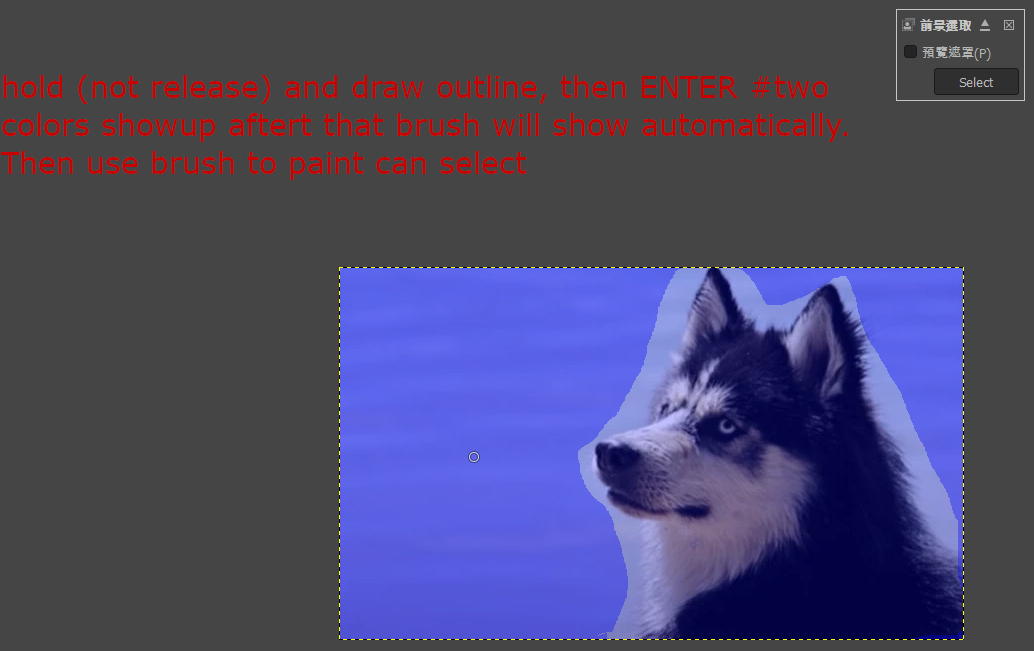 前景選取
預覽遮罩(P)
Select
hold (not release) and draw outline, then ENTER #two
colors showup aftert that brush will show automatically.
Then use brush to paint can select